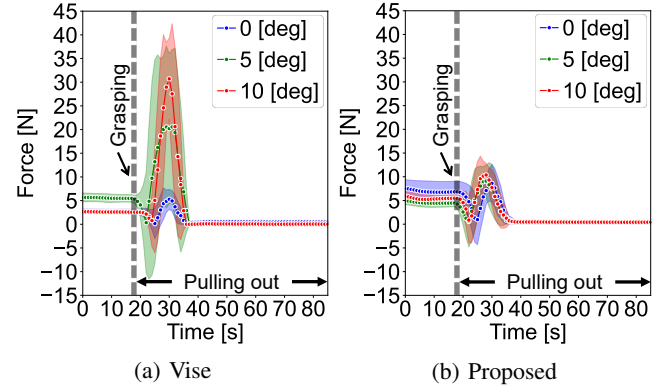 45
40
35
30
25
20
15
10
5
0
−5
−10
−15
Force [N]
0 [deg]
5 [deg]
10 [deg]
Grasping
Pulling out
0 10 20 30 40 50 60 70 80
Time [s]
(a) Vise
45
40
35
30
25
20
15
10
5
0
−5
−10
−15
Force [N]
0 [deg]
5 [deg]
10 [deg]
Grasping
Pulling out
0 10 20 30 40 50 60 70 80
Time [s]
(b) Proposed